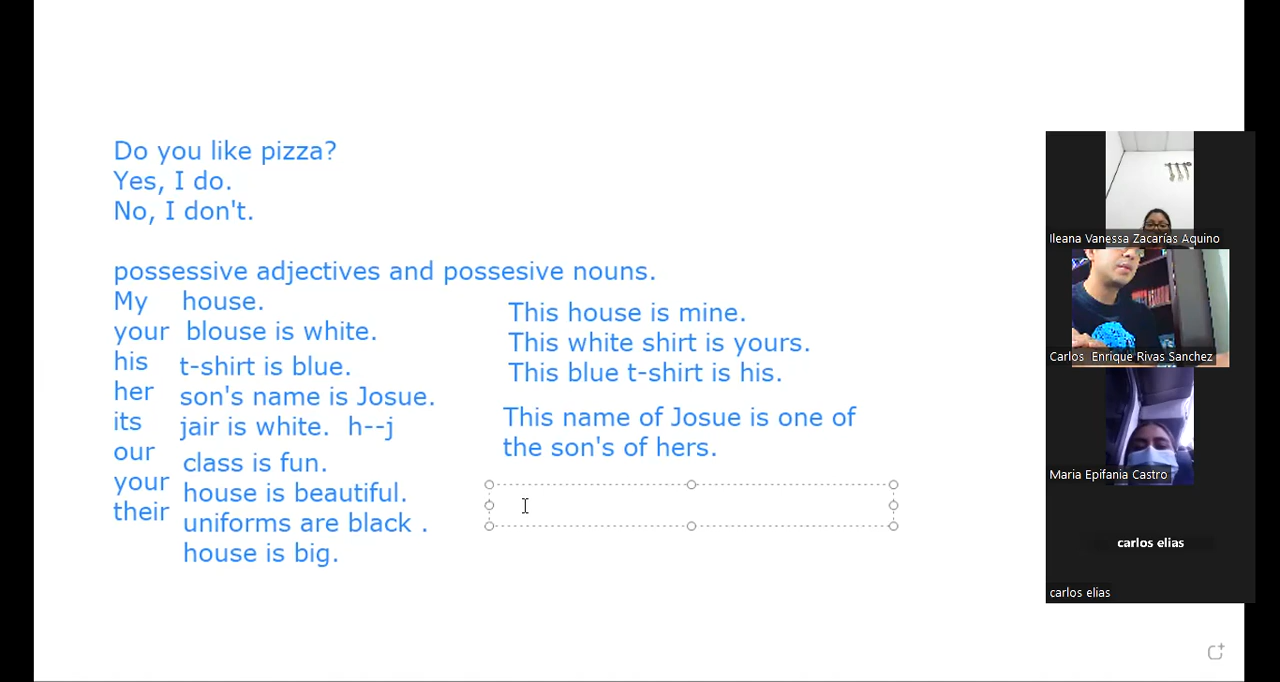 Do you like pizza?
Yes, I do.
No, I don't.
possessive adjectives and possesive nouns.
My house.
your blouse is white.
his t-shirt is blue.
her son's name is Josue.
its jair is white. h--j
our class is fun.
your house is beautiful.
their uniforms are black .
house is big.
This house is mine.
This white shirt is yours.
This blue t-shirt is his.
This name of Josue is one of
the son's of hers.
Ileana Vanessa Zacarías Aquino
Carlos Enrique Rivas Sanchez
Maria Epifania Castro
carlos elias
carlos elias